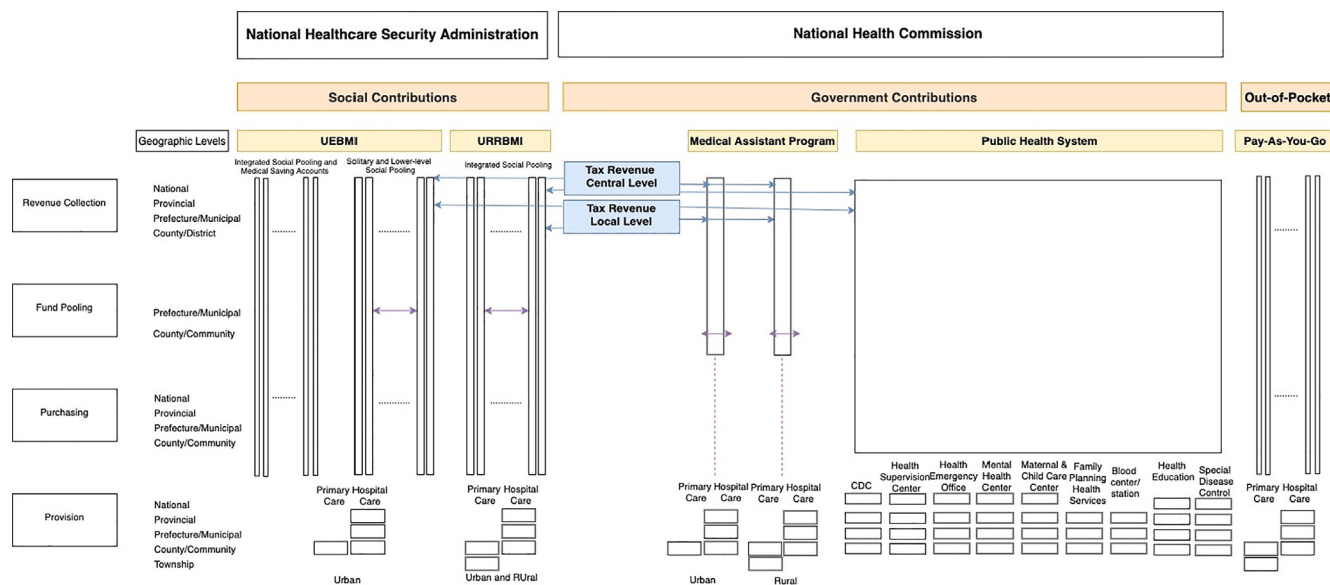 National Healthcare Security Administration
National Health Commission
Social Contributions
Government Contributions
Out-of-Pocket
Geographic Levels
UEBMI
URRBMI
Medical Assistant Program
Public Health System
Pay-As-You-Go
Integrated Social Pooling and
Medical Saving Accounts
Solitary and Lower-level
Social Pooling
Integrated Social Pooling
Tax Revenue
Central Level
Tax Revenue
Local Level
Revenue Collection
National
Provincial
Prefecture/Municipal
County/District
Fund Pooling
Prefecture/Municipal
County/Community
Purchasing
National
Provincial
Prefecture/Municipal
County/Community
Provision
National
Provincial
Prefecture/Municipal
County/Community
Township
Primary Hospital
Care Care
Urban
Primary Hospital
Care Care
Urban and RUral
Primary Hospital
Care Care
Urban
Primary Hospital
Care Care
Rural
CDC
Health
Supervision
Center
Health
Emergency
Office
Mental
Health
Center
Maternal &
Child Care
Center
Family
Planning
Health
Services
Blood
center/
station
Health
Education
Special
Disease
Control
Primary Hospital
Care Care